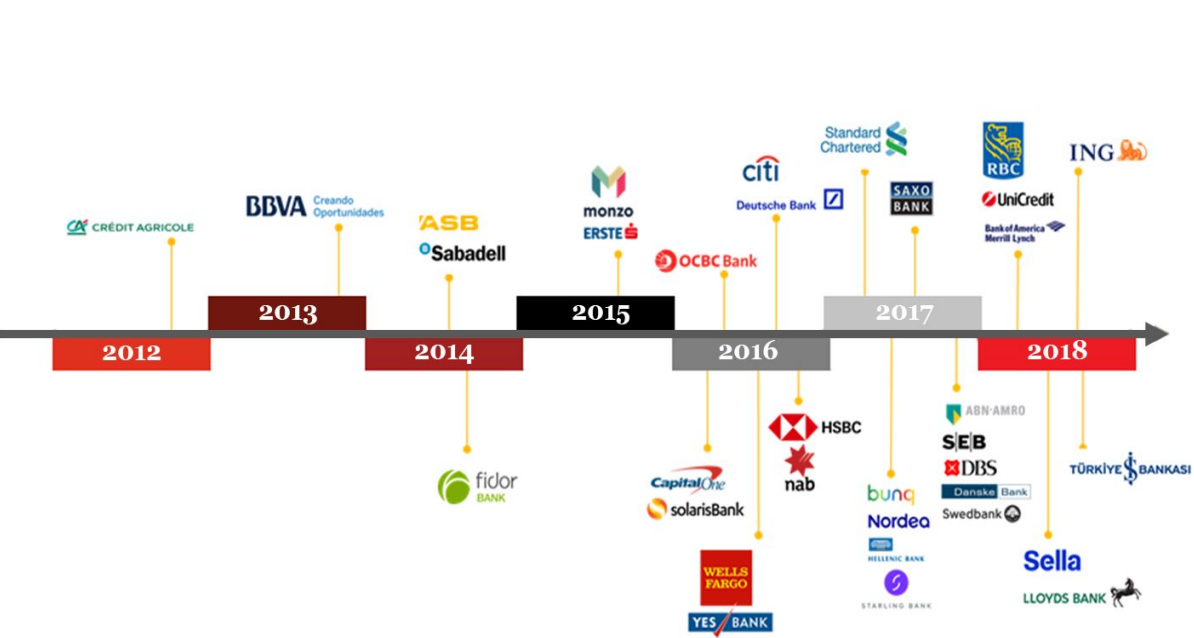 CRÉDIT AGRICOLE
BBVA
Creando
Oportunidades
ASB
Sabadell
monzo
ERSTE
OCBC Bank
citi
Deutsche Bank
Standard
Chartered
SAXO
BANK
RBC
UniCredit
Bank of America
Merrill Lynch
ING
2013
2015
2017
2012
2014
2016
2018
fidor
BANK
Capital One
solarisBank
WELLS
FARGO
YES BANK
HSBC
nab
bunq
Nordea
HELLENIC BANK
STARLING BANK
ABN·AMRO
S|E|B
DBS
Danske Bank
Swedbank
Sella
LLOYDS BANK
TÜRKİYE İŞ BANKASI